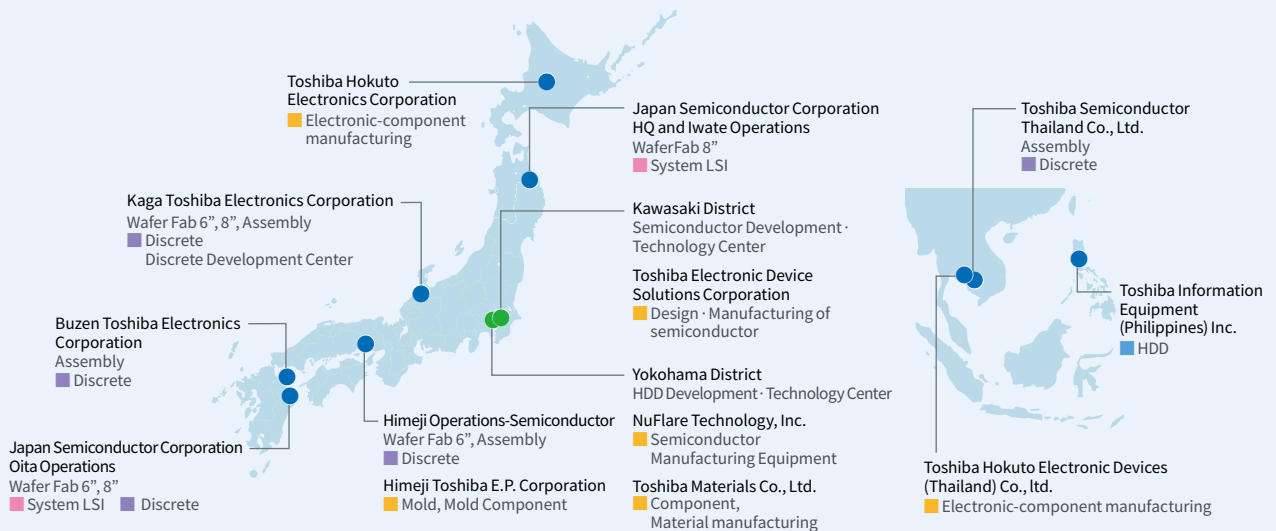 Toshiba Hokuto
Electronics Corporation
Electronic-component
manufacturing
Kaga Toshiba Electronics Corporation
Wafer Fab 6”, 8”, Assembly
Discrete
Discrete Development Center
Buzen Toshiba Electronics
Corporation
Assembly
Discrete
Japan Semiconductor Corporation
Oita Operations
Wafer Fab 6”, 8”
System LSI Discrete
Himeji Operations-Semiconductor
Wafer Fab 6”, Assembly
Discrete
Himeji Toshiba E.P. Corporation
Mold, Mold Component
Japan Semiconductor Corporation
HQ and Iwate Operations
WaferFab 8”
System LSI
Kawasaki District
Semiconductor Development ·
Technology Center
Toshiba Electronic Device
Solutions Corporation
Design · Manufacturing of
semiconductor
Yokohama District
HDD Development · Technology Center
NuFlare Technology, Inc.
Semiconductor
Manufacturing Equipment
Toshiba Materials Co., Ltd.
Component,
Material manufacturing
Toshiba Semiconductor
Thailand Co., Ltd.
Assembly
Discrete
Toshiba Information
Equipment
(Philippines) Inc.
HDD
Toshiba Hokuto Electronic Devices
(Thailand) Co., ltd.
Electronic-component manufacturing